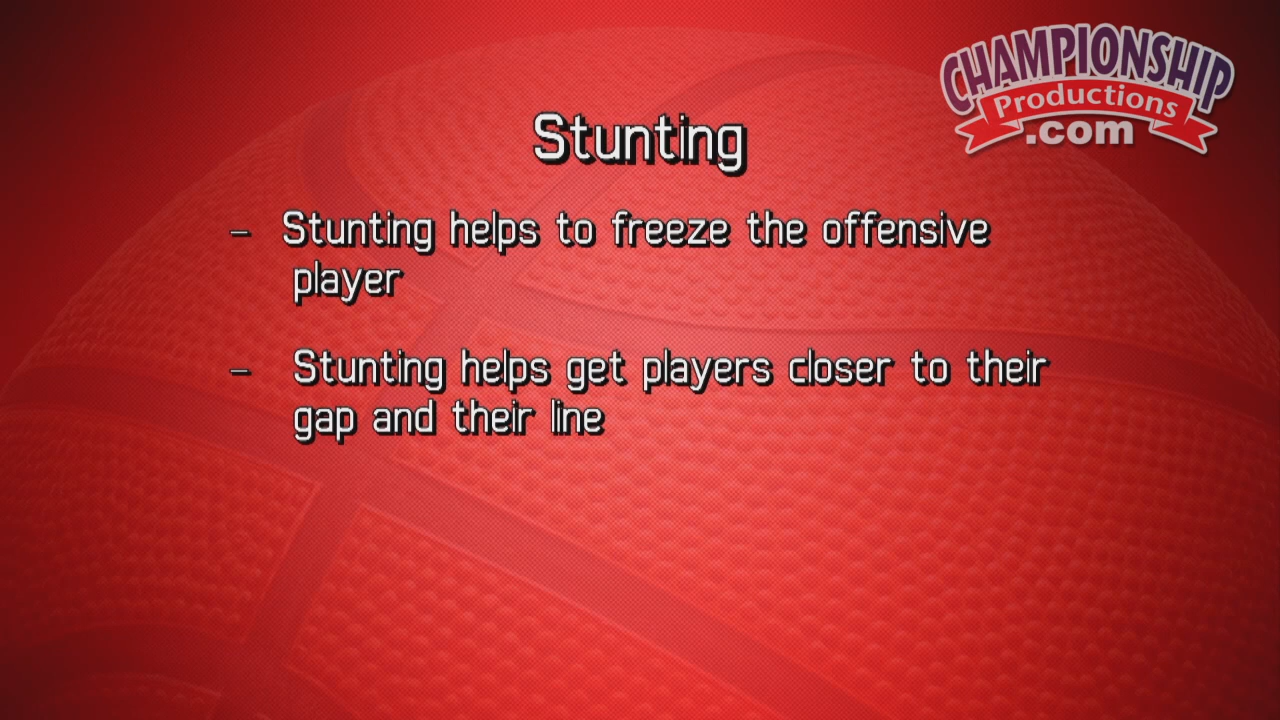 CHAMPIONSHIP
Productions
.com
Stunting
- Stunting helps to freeze the offensive
player
- Stunting helps get players closer to their
gap and their line